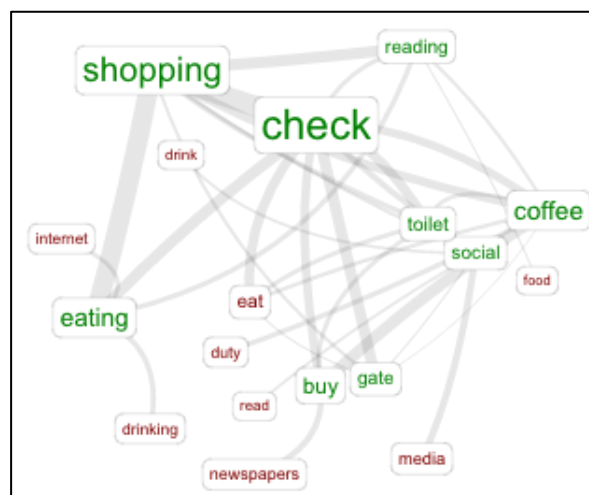 reading
shopping
check
drink
coffee
toilet
internet
social
food
eat
eating
duty
gate
buy
read
drinking
media
newspapers